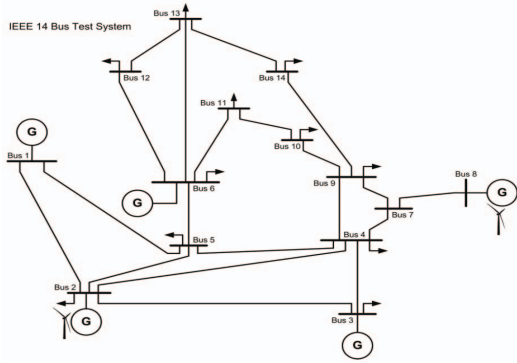 Bus 13
IEEE 14 Bus Test System
Bus 12
Bus 14
Bus 11
G
Bus 10
Bus 1
Bus 6
Bus 9
Bus 8
G
G
Bus 7
Bus 5
Bus 4
Bus 2
G
Bus 3
G